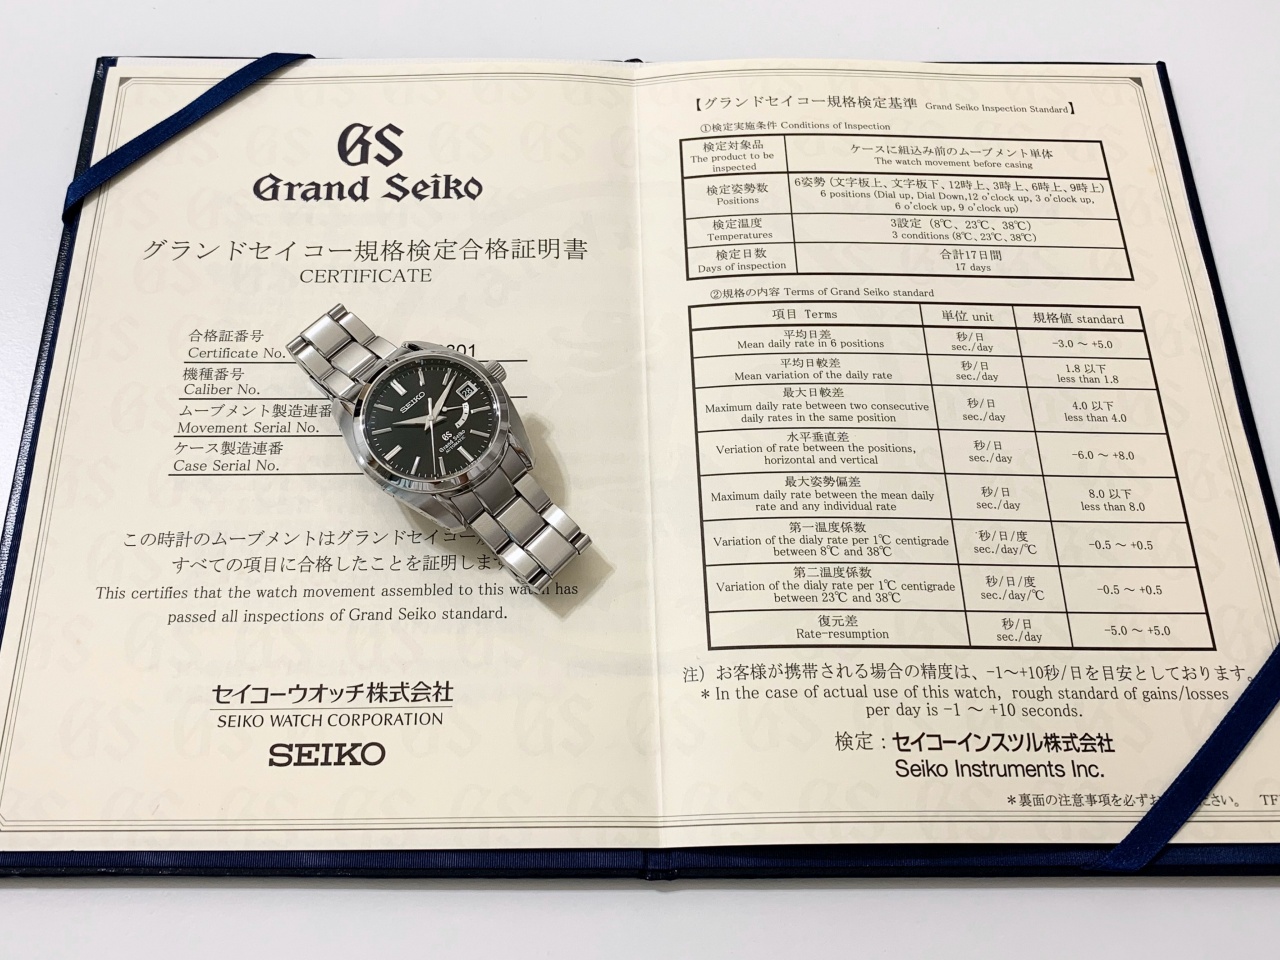 GS
Grand Seiko
グランドセイコー規格検定合格証明書
CERTIFICATE
合格証番号
Certificate No.
301
機種番号
Caliber No.
ムーブメント製造連番
Movement Serial No.
ケース製造連番
Case Serial No.
SEIKO
28
GS
Grand Seiko
AUTOMATIC
この時計のムーブメントはグランドセイコー
すべての項目に合格したことを証明します
This certifies that the watch movement assembled to this watch has
passed all inspections of Grand Seiko standard.
セイコーウオッチ株式会社
SEIKO WATCH CORPORATION
SEIKO
【グランドセイコー規格検定基準 Grand Seiko Inspection Standard】
①検定実施条件 Conditions of Inspection
検定対象品
The product to be
inspected
ケースに組込み前のムーブメント単体
The watch movement before casing
検定姿勢数
Positions
6姿勢(文字板上、文字板下、12時上、3時上、6時上、9時上)
6 positions (Dial up, Dial Down,12 o'clock up, 3 o'clock up,
6 o'clock up, 9 o'clock up)
検定温度
Temperatures
3設定(8℃、23℃、38℃)
3 conditions (8℃、23℃、38℃)
検定日数
Days of inspection
合計17日間
17 days
②規格の内容 Terms of Grand Seiko standard
項目 Terms 単位 unit 規格値 standard
平均日差
Mean daily rate in 6 positions
秒/日
sec./day
-3.0 ～ +5.0
平均日較差
Mean variation of the daily rate
秒/日
sec./day
1.8 以下
less than 1.8
最大日較差
Maximum daily rate between two consecutive
daily rates in the same position
秒/日
sec./day
4.0 以下
less than 4.0
水平垂直差
Variation of rate between the positions,
horizontal and vertical
秒/日
sec./day
-6.0 ～ +8.0
最大姿勢偏差
Maximum daily rate between the mean daily
rate and any individual rate
秒/日
sec./day
8.0 以下
less than 8.0
第一温度係数
Variation of the dialy rate per 1℃ centigrade
between 8℃ and 38℃
秒/日/度
sec./day/℃
-0.5 ～ +0.5
第二温度係数
Variation of the dialy rate per 1℃ centigrade
between 23℃ and 38℃
秒/日/度
sec./day/℃
-0.5 ～ +0.5
復元差
Rate-resumption
秒/日
sec./day
-5.0 ～ +5.0
注）お客様が携帯される場合の精度は、-1～+10秒/日を目安としております。
＊In the case of actual use of this watch, rough standard of gains/losses
per day is -1 ～ +10 seconds.
検定：セイコーインスツル株式会社
Seiko Instruments Inc.
＊裏面の注意事項を必ずお ください。 TF